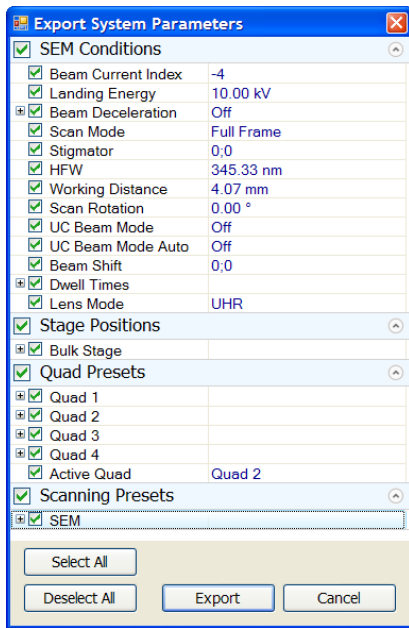 Export System Parameters
SEM Conditions
Beam Current Index -4
Landing Energy 10.00 kV
Beam Deceleration Off
Scan Mode Full Frame
Stigmator 0;0
HFW 345.33 nm
Working Distance 4.07 mm
Scan Rotation 0.00 °
UC Beam Mode Off
UC Beam Mode Auto Off
Beam Shift 0;0
Dwell Times
Lens Mode UHR
Stage Positions
Bulk Stage
Quad Presets
Quad 1
Quad 2
Quad 3
Quad 4
Active Quad Quad 2
Scanning Presets
SEM
Select All
Deselect All Export Cancel